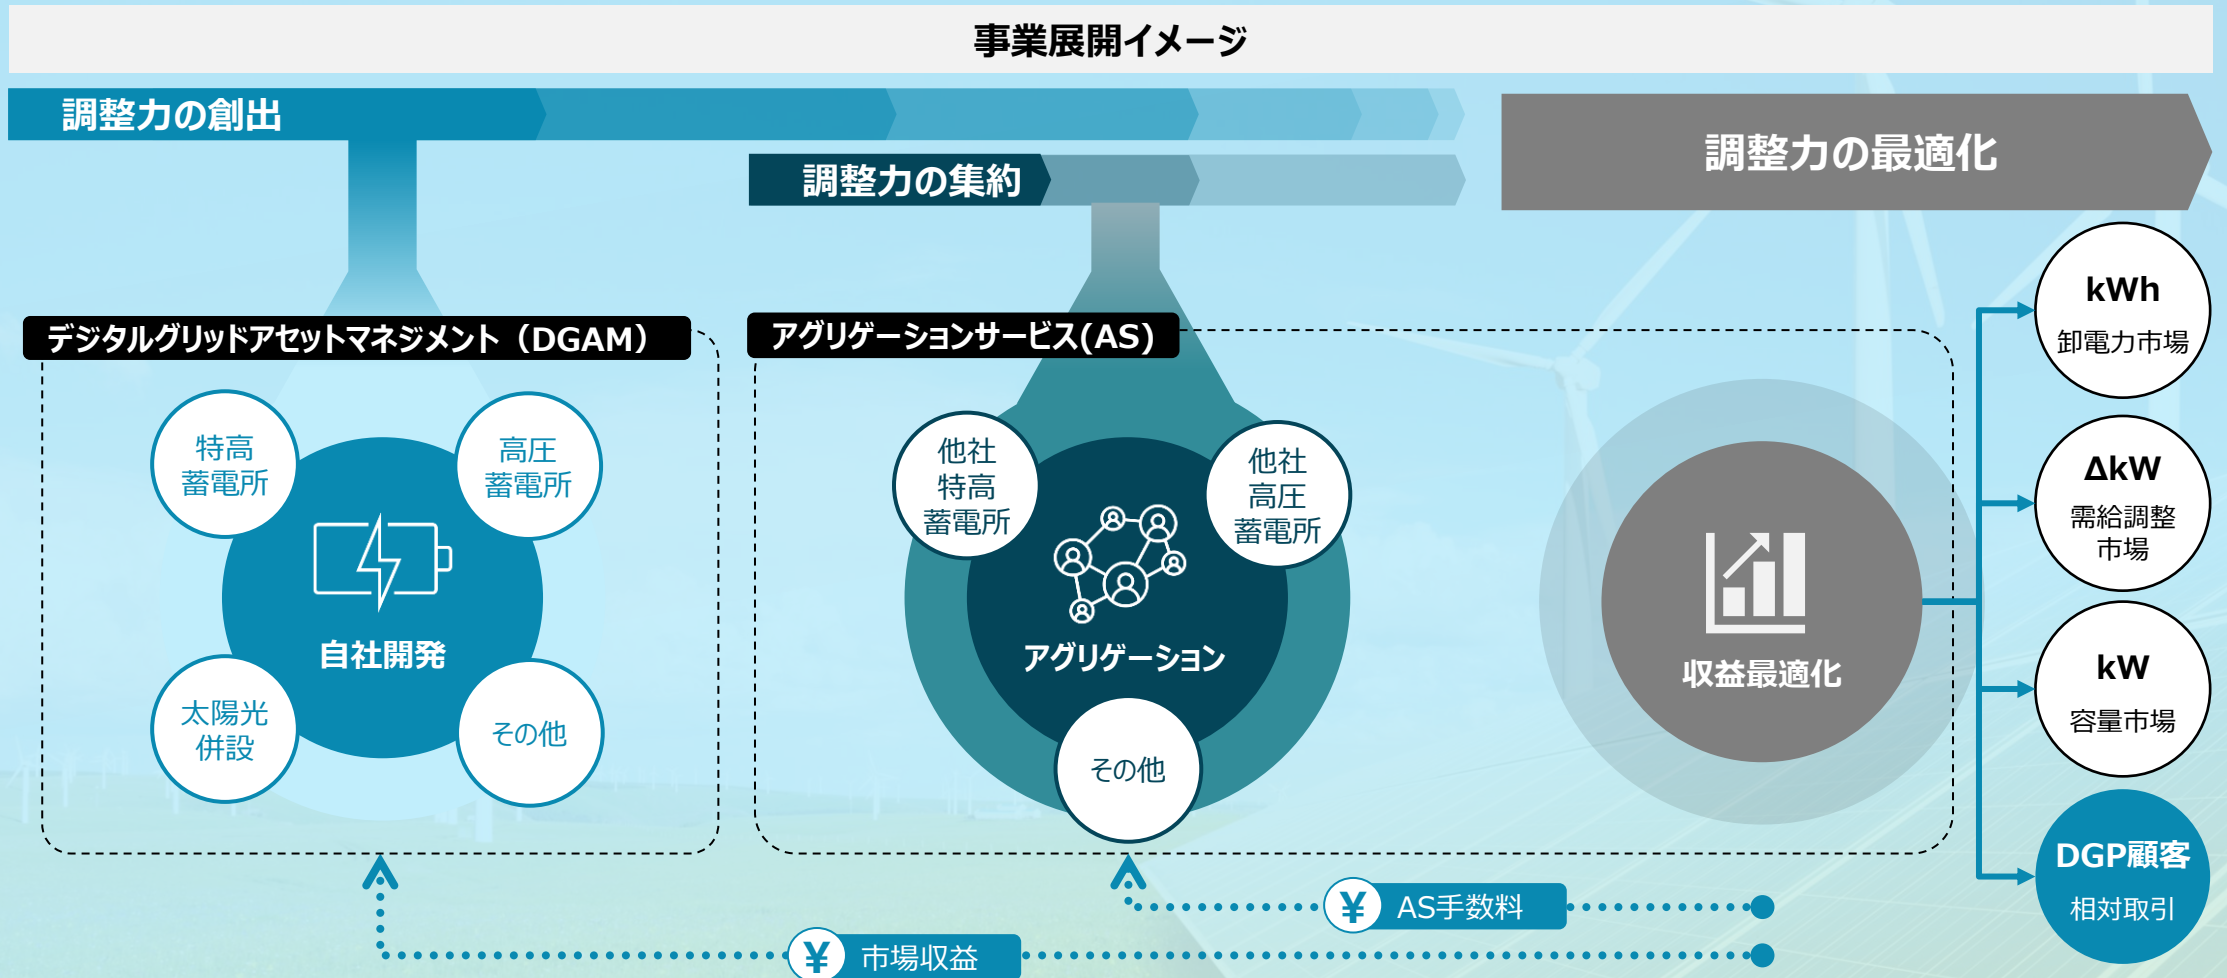 事業展開イメージ
調整力の創出
調整力の集約
調整力の最適化
デジタルグリッドアセットマネジメント（DGAM）
特高
蓄電所
高圧
蓄電所
自社開発
太陽光
併設
その他
アグリゲーションサービス(AS)
他社
特高
蓄電所
他社
高圧
蓄電所
アグリゲーション
その他
収益最適化
kWh
卸電力市場
ΔkW
需給調整
市場
kW
容量市場
DGP顧客
相対取引
¥ AS手数料
¥ 市場収益